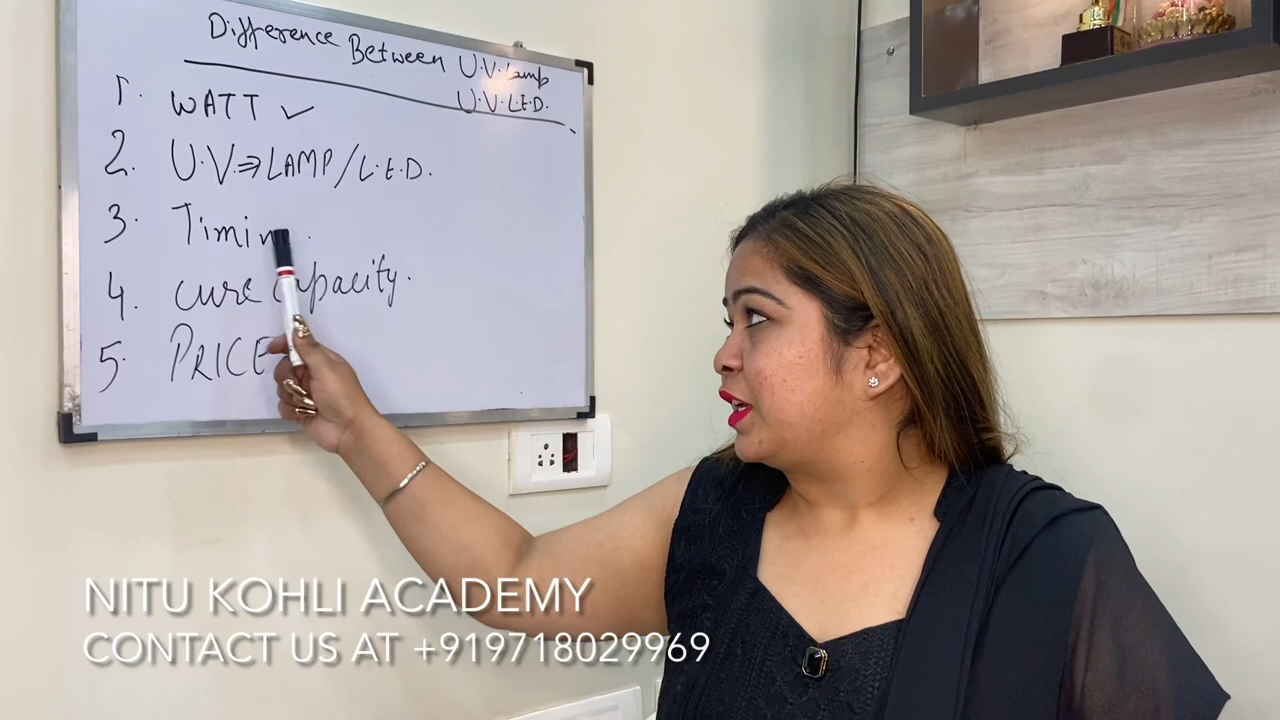 Difference Between U.V. Lamp
U.V. L.E.D.
1. WATT ✓
2. U.V. ⇒ LAMP/L.E.D.
3. Timin
4. cure capacity.
5. PRICE
NITU KOHLI ACADEMY
CONTACT US AT +919718029969